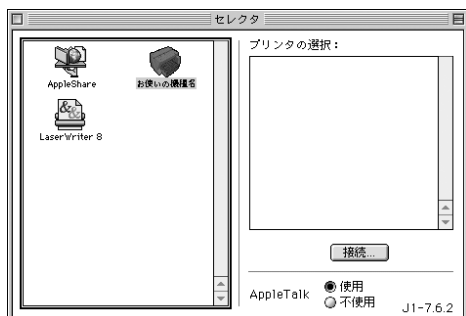 セレクタ
AppleShare
お使いの機種名
LaserWriter 8
プリンタの選択：
接続...
AppleTalk
使用
不使用
J1-7.6.2